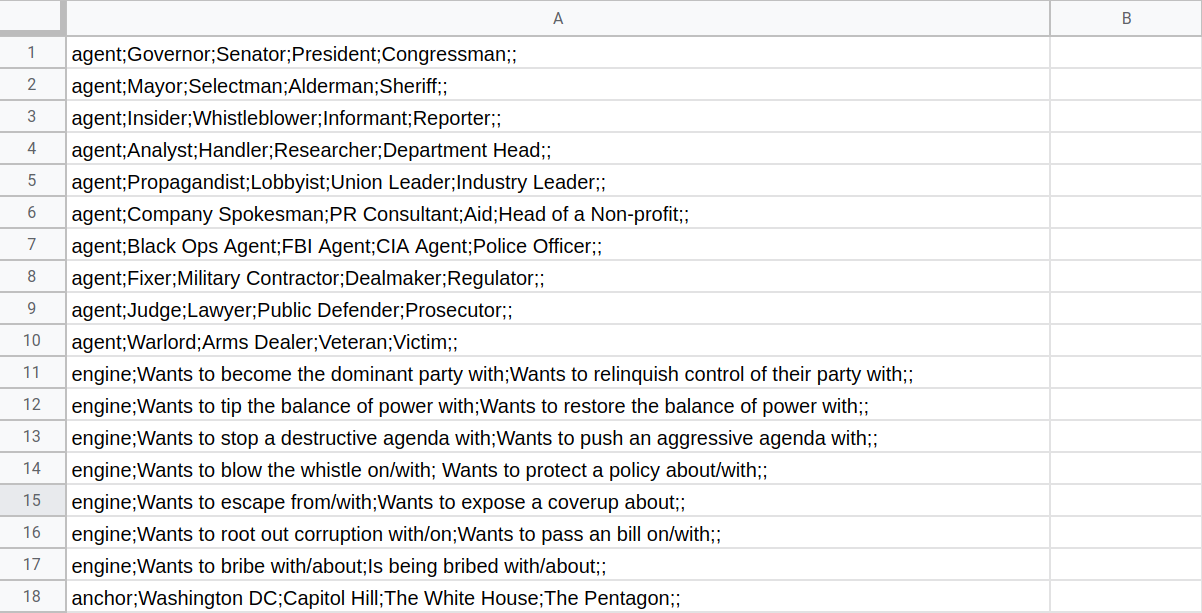 A B
1 agent;Governor;Senator;President;Congressman;;
2 agent;Mayor;Selectman;Alderman;Sheriff;;
3 agent;Insider;Whistleblower;Informant;Reporter;;
4 agent;Analyst;Handler;Researcher;Department Head;;
5 agent;Propagandist;Lobbyist;Union Leader;Industry Leader;;
6 agent;Company Spokesman;PR Consultant;Aid;Head of a Non-profit;;
7 agent;Black Ops Agent;FBI Agent;CIA Agent;Police Officer;;
8 agent;Fixer;Military Contractor;Dealmaker;Regulator;;
9 agent;Judge;Lawyer;Public Defender;Prosecutor;;
10 agent;Warlord;Arms Dealer;Veteran;Victim;;
11 engine;Wants to become the dominant party with;Wants to relinquish control of their party with;;
12 engine;Wants to tip the balance of power with;Wants to restore the balance of power with;;
13 engine;Wants to stop a destructive agenda with;Wants to push an aggressive agenda with;;
14 engine;Wants to blow the whistle on/with; Wants to protect a policy about/with;;
15 engine;Wants to escape from/with;Wants to expose a coverup about;;
16 engine;Wants to root out corruption with/on;Wants to pass an bill on/with;;
17 engine;Wants to bribe with/about;Is being bribed with/about;;
18 anchor;Washington DC;Capitol Hill;The White House;The Pentagon;;